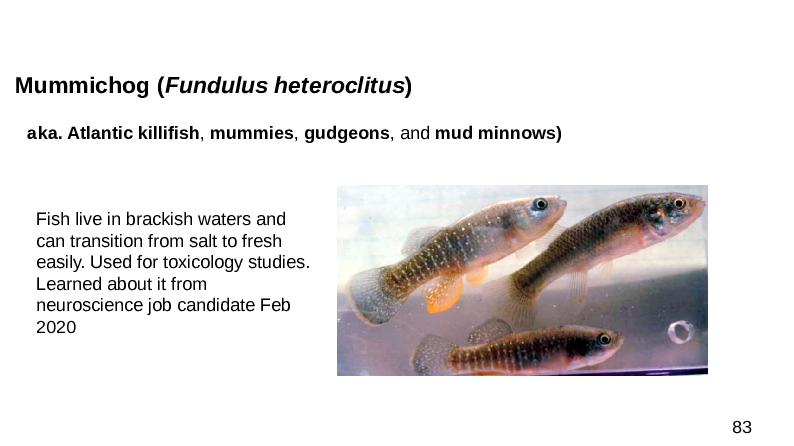 Mummichog (Fundulus heteroclitus)
aka. Atlantic killifish, mummies, gudgeons, and mud minnows)
Fish live in brackish waters and
can transition from salt to fresh
easily. Used for toxicology studies.
Learned about it from
neuroscience job candidate Feb
2020
83